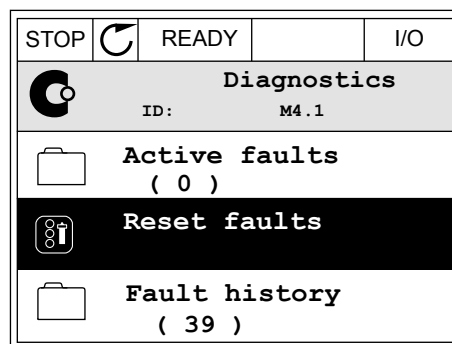 STOP READY I/O
Diagnostics
ID: M4.1
Active faults
( 0 )
Reset faults
Fault history
( 39 )